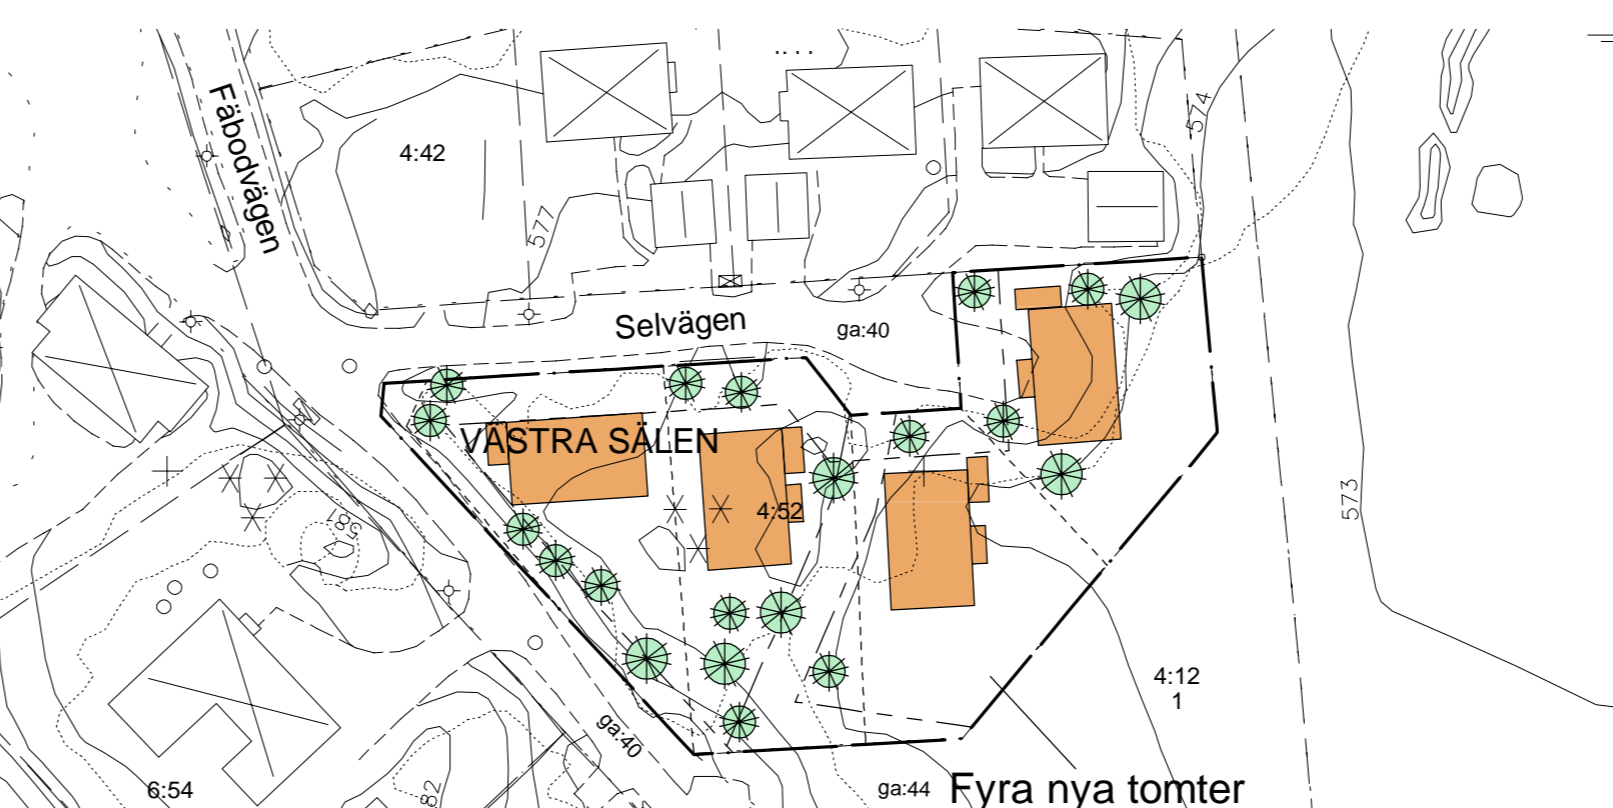 Fäbodvägen
4:42
577
574
Selvägen
ga:40
VÄSTRA SÄLEN
4:52
573
4:12
1
ga:40
6:54
ga:44
Fyra nya tomter